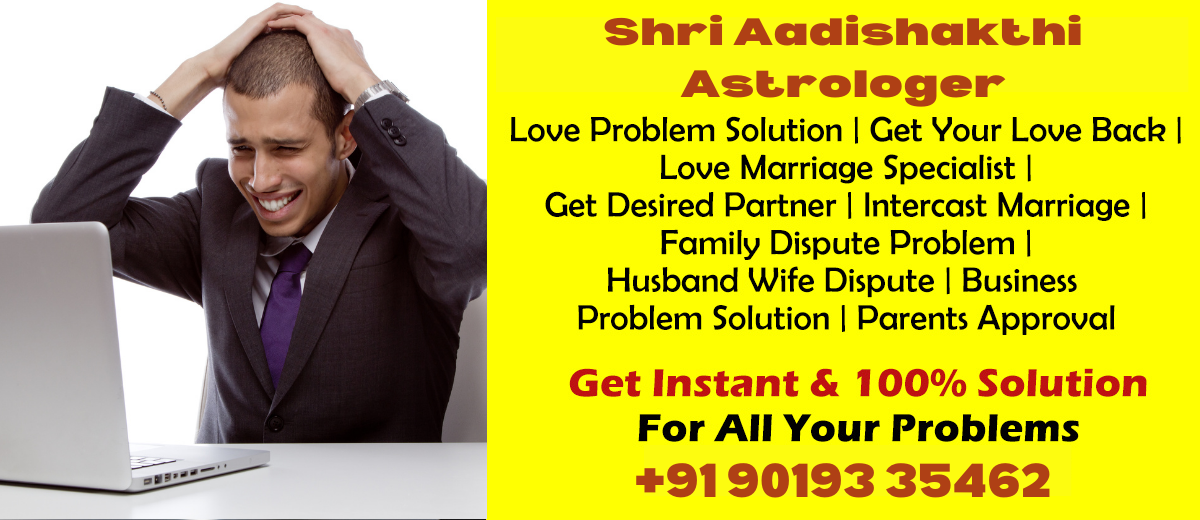 Shri Aadishakthi
Astrologer
Love Problem Solution | Get Your Love Back |
Love Marriage Specialist |
Get Desired Partner | Intercast Marriage |
Family Dispute Problem |
Husband Wife Dispute | Business
Problem Solution | Parents Approval
Get Instant & 100% Solution
For All Your Problems
+91 90193 35462